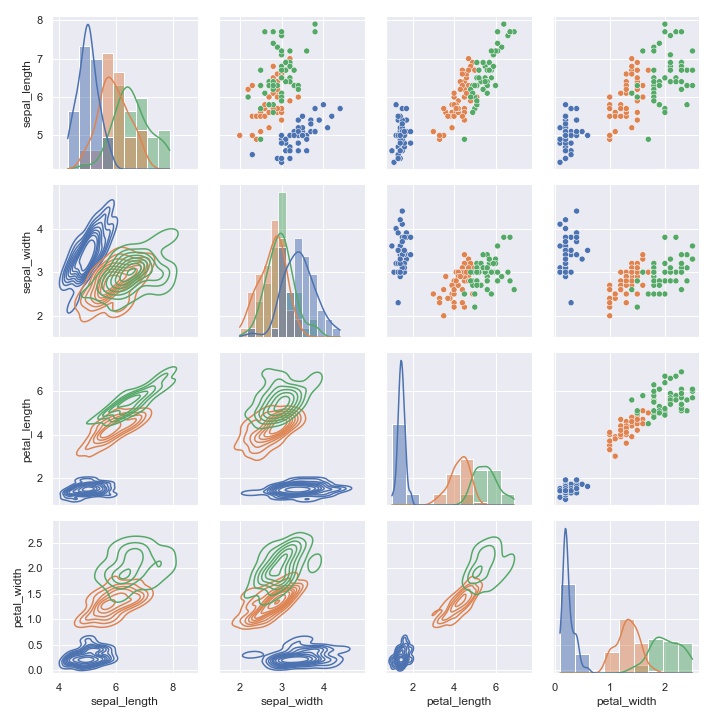 8
7
6
5
sepal_length
4
3
2
sepal_width
6
4
2
petal_length
2.5
2.0
1.5
1.0
0.5
0.0
petal_width
4 6 8
sepal_length
2 3 4
sepal_width
2 4 6
petal_length
0 1 2
petal_width